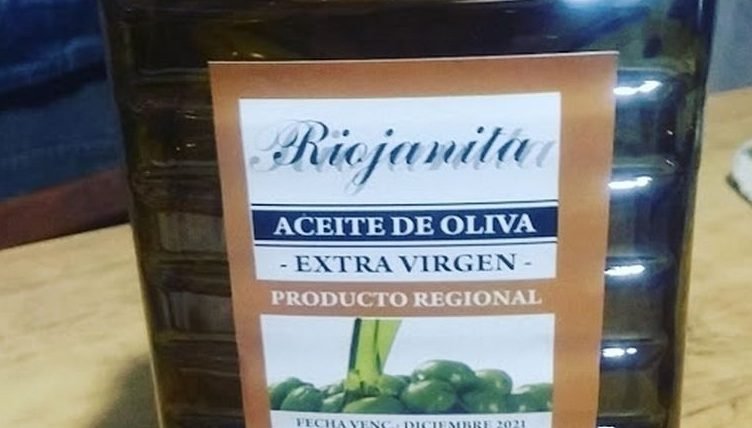 Riojanita
ACEITE DE OLIVA
- EXTRA VIRGEN -
PRODUCTO REGIONAL
FECHA VENC - DICIEMBRE 2021